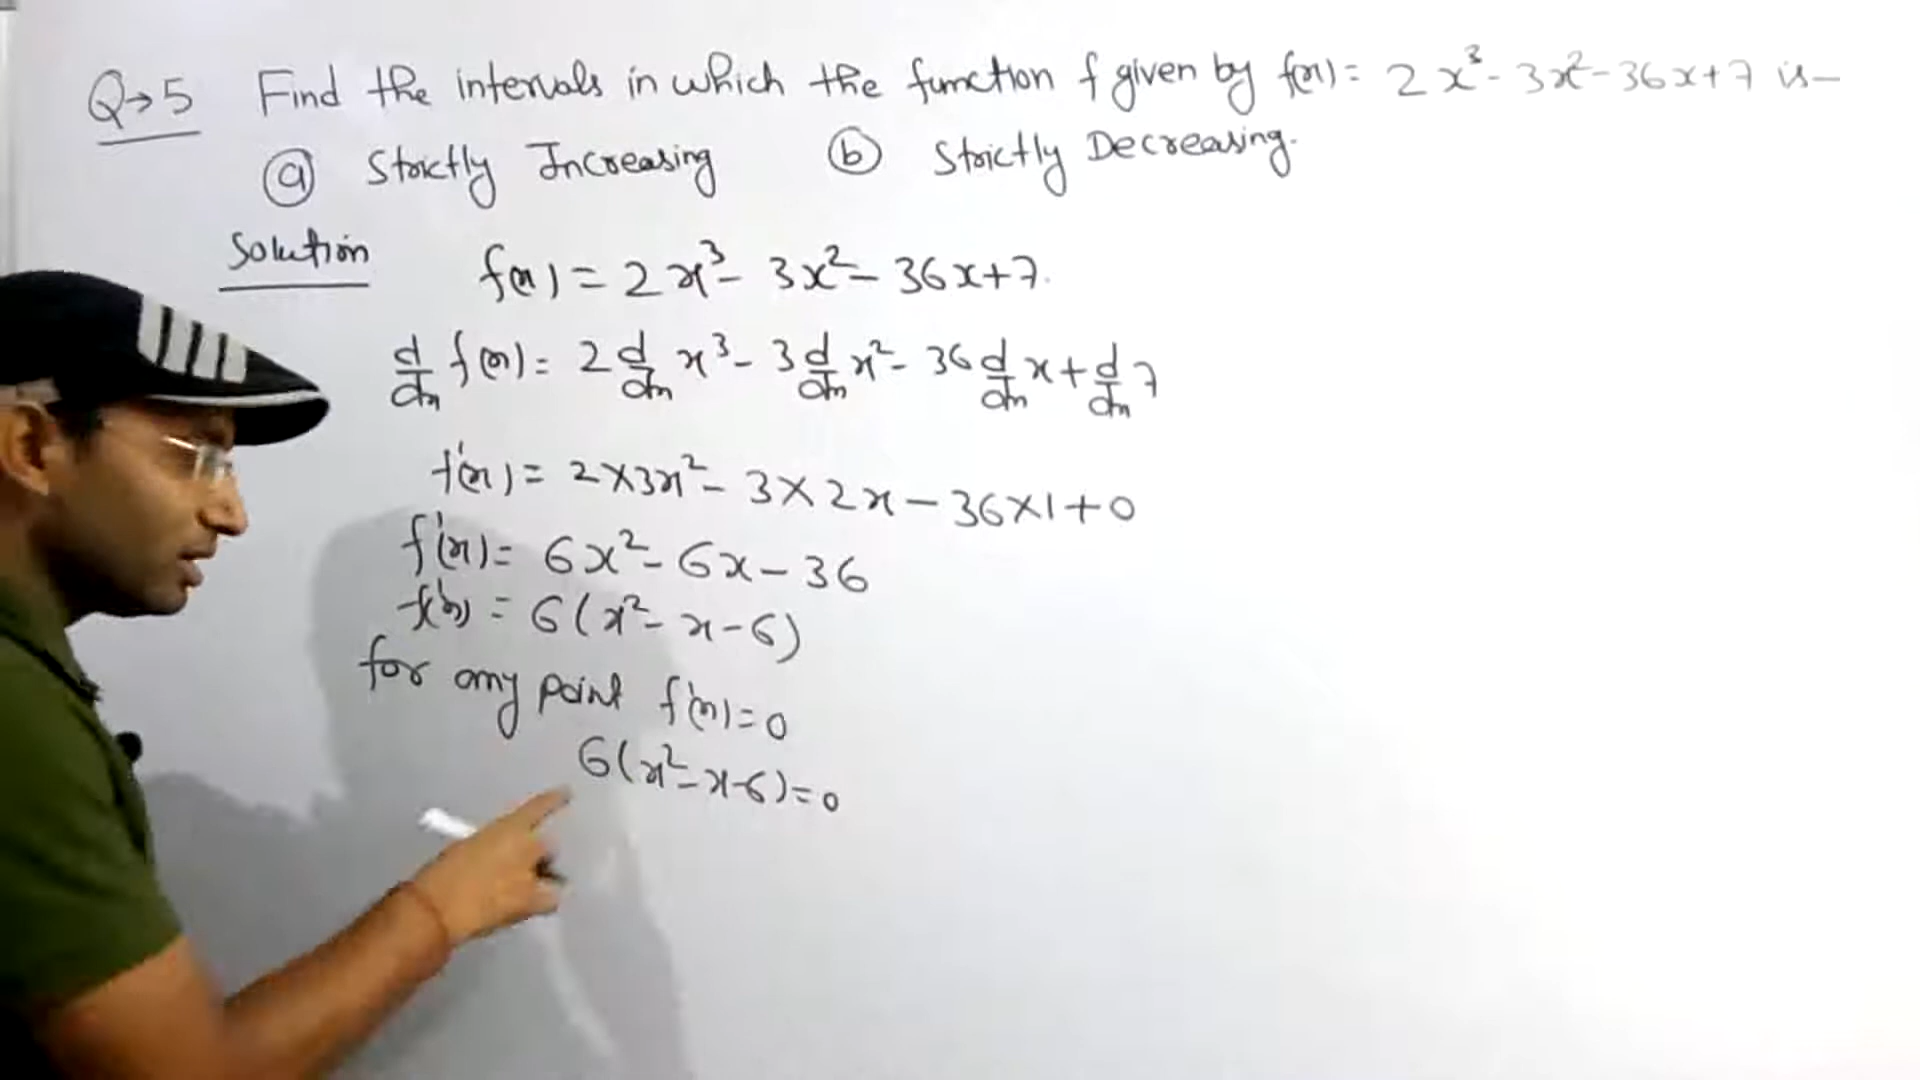 Q→5 Find the intervals in which the function f given by f(x) = 2x³ - 3x² - 36x + 7 is—
ⓐ Strictly Increasing ⓑ Strictly Decreasing.
Solution f(x) = 2x³ - 3x² - 36x + 7.
d/dx f(x) = 2 d/dx x³ - 3 d/dx x² - 36 d/dx x + d/dx 7
f'(x) = 2×3x² - 3×2x - 36×1 + 0
f'(x) = 6x² - 6x - 36
f'(x) = 6(x² - x - 6)
for any point f'(x) = 0
6(x² - x - 6) = 0